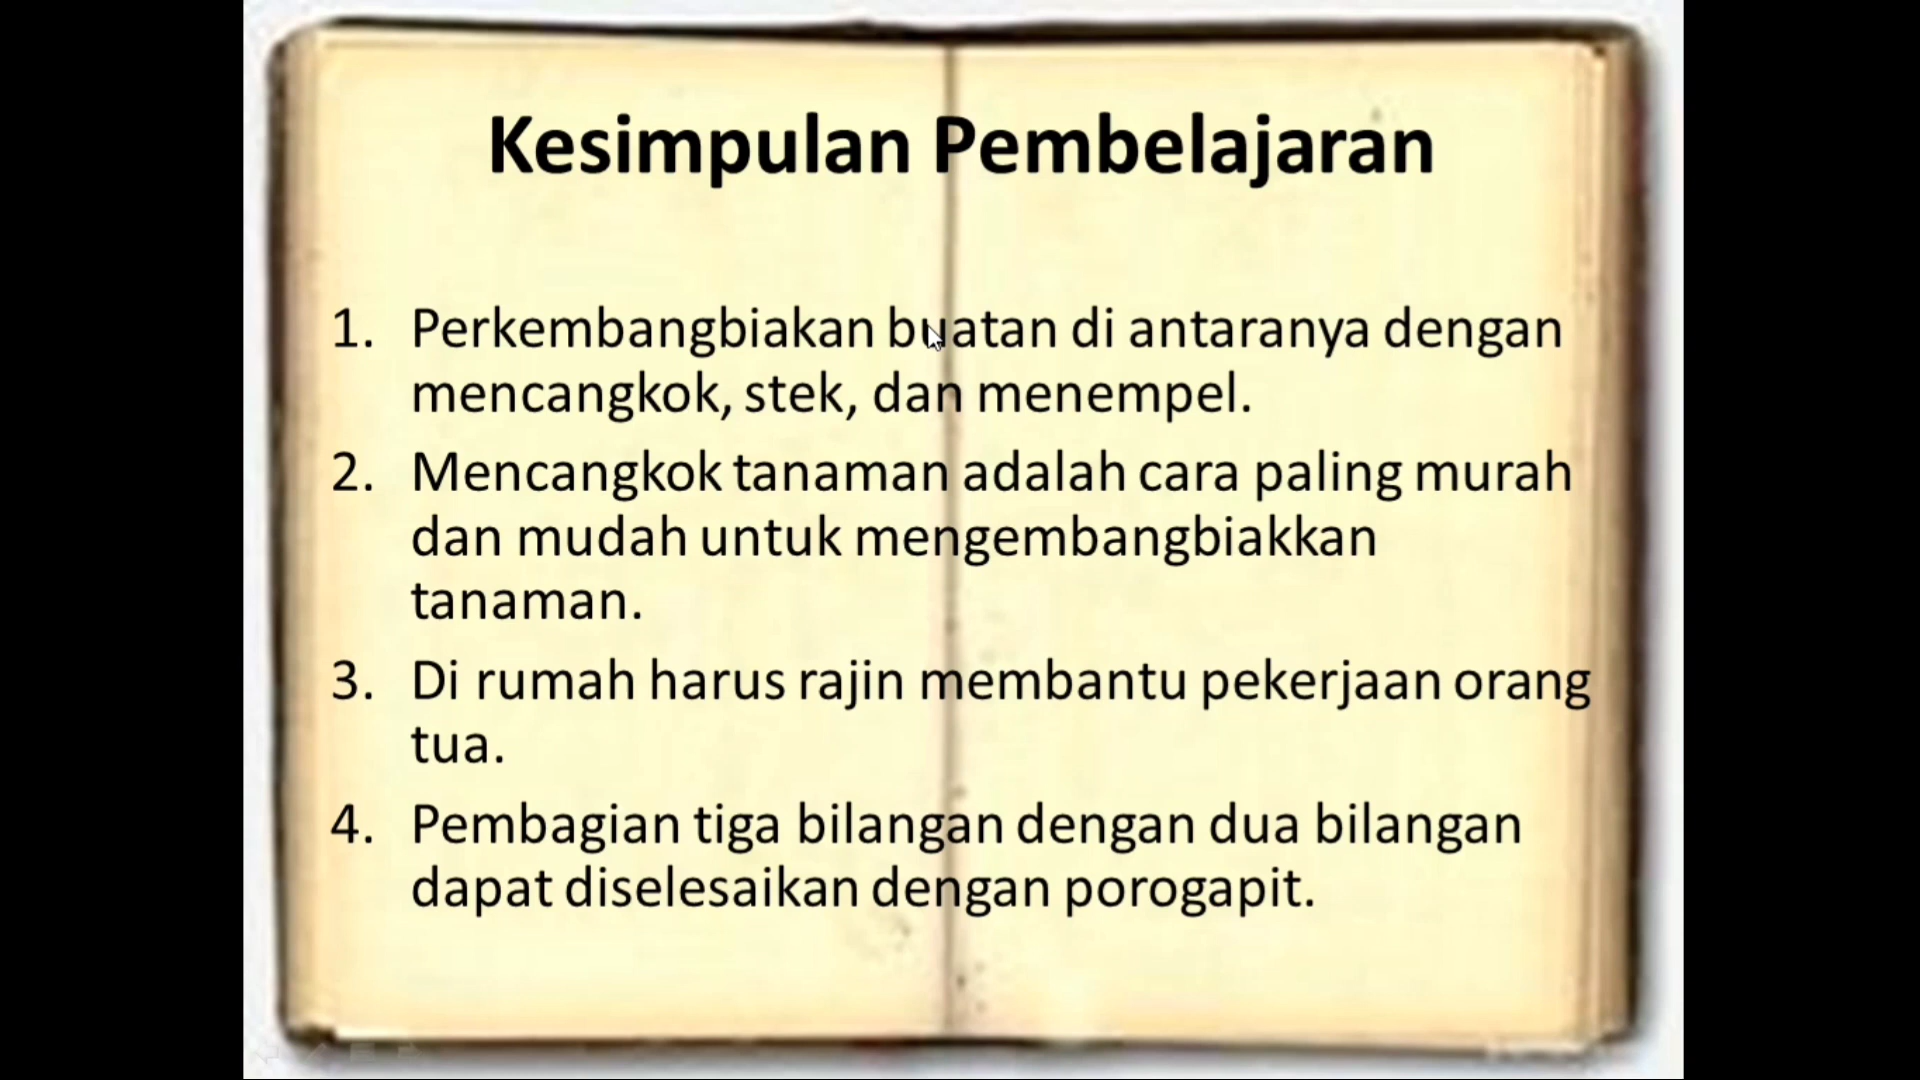 Kesimpulan Pembelajaran
1. Perkembangbiakan buatan di antaranya dengan
mencangkok, stek, dan menempel.
2. Mencangkok tanaman adalah cara paling murah
dan mudah untuk mengembangbiakkan
tanaman.
3. Di rumah harus rajin membantu pekerjaan orang
tua.
4. Pembagian tiga bilangan dengan dua bilangan
dapat diselesaikan dengan porogapit.